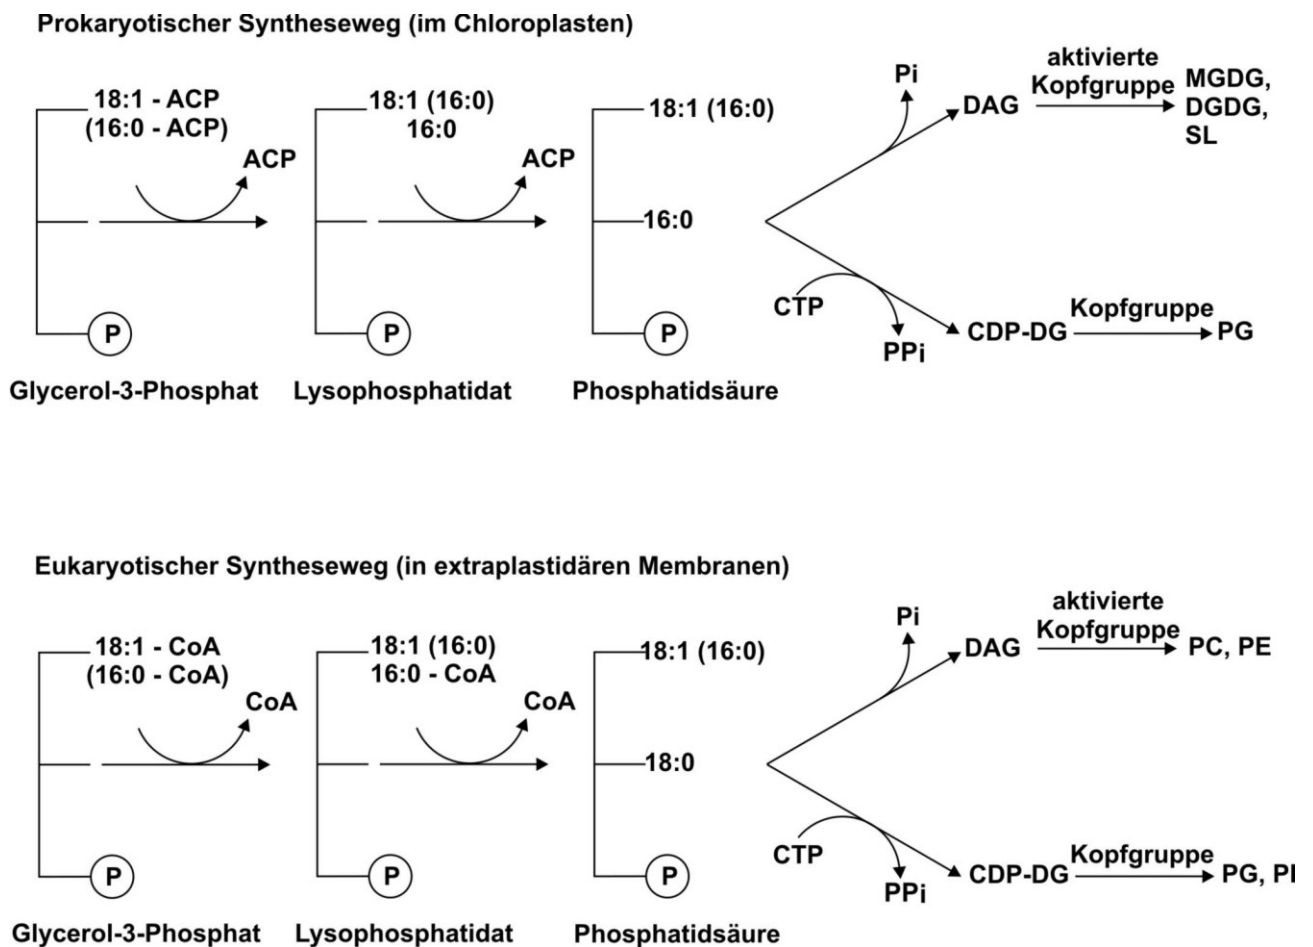 Prokaryotischer Syntheseweg (im Chloroplasten)
18:1 - ACP
(16:0 - ACP)
ACP
P
Glycerol-3-Phosphat
18:1 (16:0)
16:0
ACP
P
Lysophosphatidat
18:1 (16:0)
16:0
P
Phosphatidsäure
Pi
DAG
aktivierte
Kopfgruppe
MGDG,
DGDG,
SL
CTP
PPi
CDP-DG
Kopfgruppe
PG
Eukaryotischer Syntheseweg (in extraplastidären Membranen)
18:1 - CoA
(16:0 - CoA)
CoA
P
Glycerol-3-Phosphat
18:1 (16:0)
16:0 - CoA
CoA
P
Lysophosphatidat
18:1 (16:0)
18:0
P
Phosphatidsäure
Pi
DAG
aktivierte
Kopfgruppe
PC, PE
CTP
PPi
CDP-DG
Kopfgruppe
PG, PI